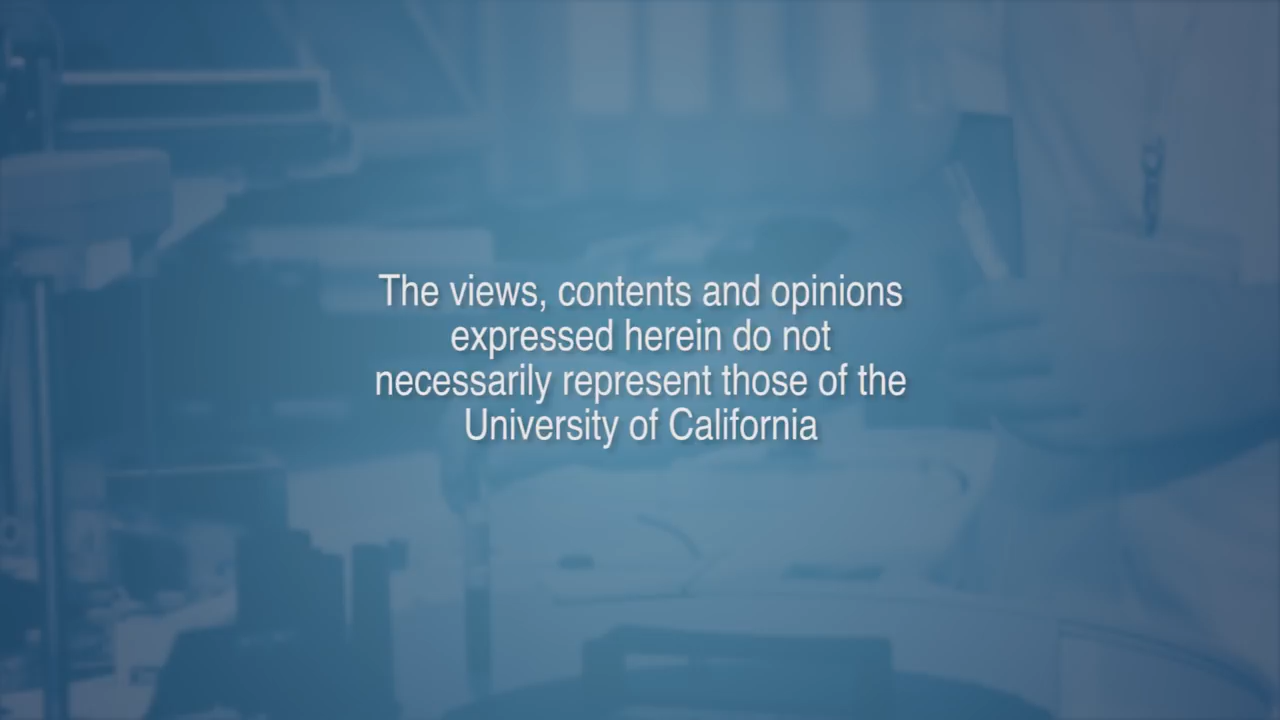 The views, contents and opinions
expressed herein do not
necessarily represent those of the
University of California